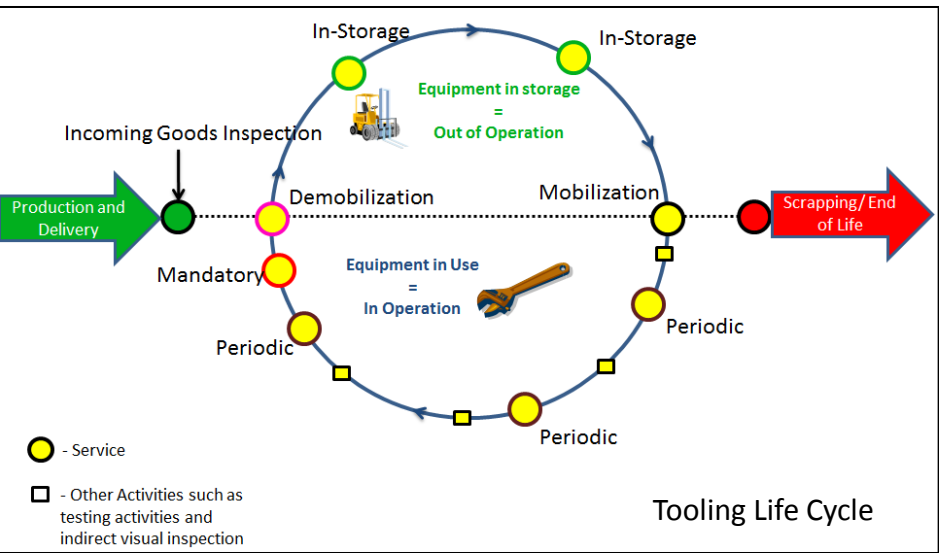 In-Storage
In-Storage
Equipment in storage
=
Out of Operation
Incoming Goods Inspection
Production and
Delivery
Demobilization
Mobilization
Scrapping/ End
of Life
Mandatory
Equipment in Use
=
In Operation
Periodic
Periodic
Periodic
- Service
- Other Activities such as
testing activities and
indirect visual inspection
Tooling Life Cycle